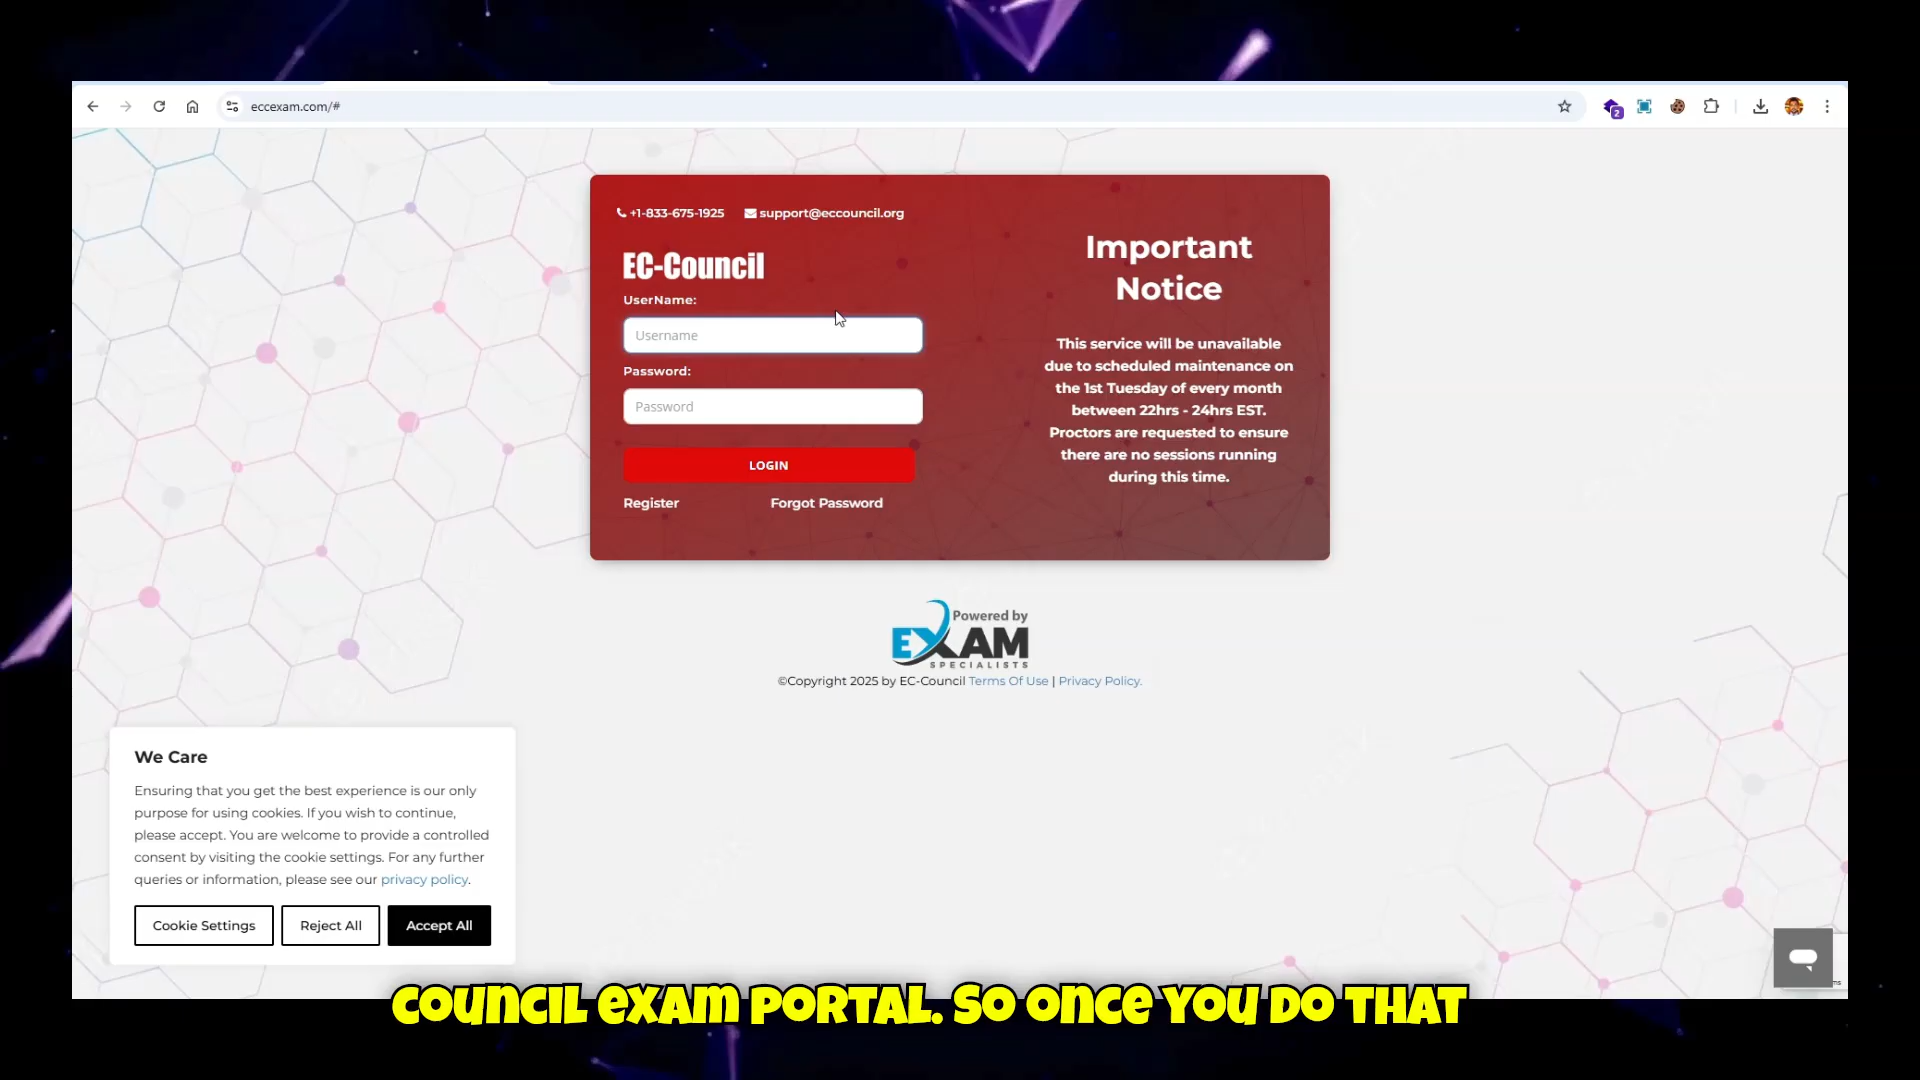 eccexam.com/#
2
+1-833-675-1925 support@eccouncil.org
EC-Council
UserName:
Username
Password:
Password
LOGIN
Register Forgot Password
Important
Notice
This service will be unavailable
due to scheduled maintenance on
the 1st Tuesday of every month
between 22hrs - 24hrs EST.
Proctors are requested to ensure
there are no sessions running
during this time.
Powered by
EXAM
SPECIALISTS
©Copyright 2025 by EC-Council Terms Of Use | Privacy Policy.
We Care
Ensuring that you get the best experience is our only
purpose for using cookies. If you wish to continue,
please accept. You are welcome to provide a controlled
consent by visiting the cookie settings. For any further
queries or information, please see our privacy policy.
Cookie Settings Reject All Accept All
COUNCIL EXAM PORTAL. SO ONCE YOU DO THAT